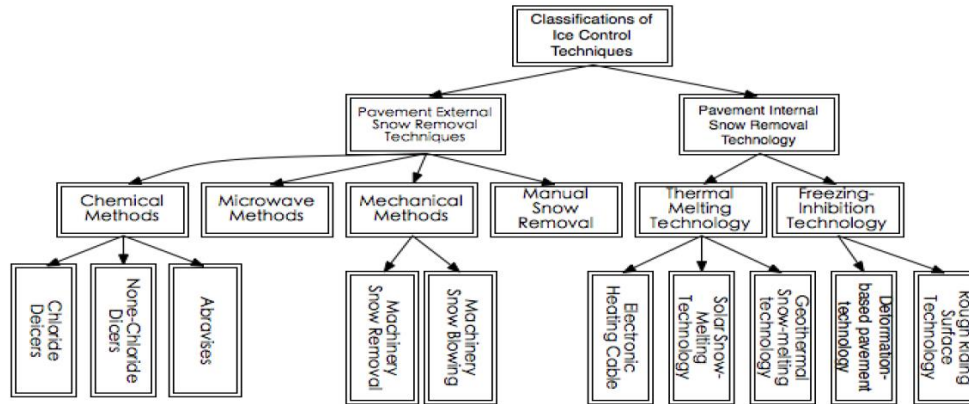 Classifications of
Ice Control
Techniques
Pavement External
Snow Removal
Techniques
Pavement Internal
Snow Removal
Technology
Chemical
Methods
Microwave
Methods
Mechanical
Methods
Manual
Snow
Removal
Thermal
Melting
Technology
Freezing-
Inhibition
Technology
Chloride
Deicers
None-Chloride
Dicers
Abravises
Machinery
Snow Removal
Machinery
Snow Blowing
Electronic
Heating Cable
Solar Snow-
Melting
Technology
Geothermal
Snow-melting
technology
Deformation-
based pavement
technology
Rough Riding
Surface
Technology